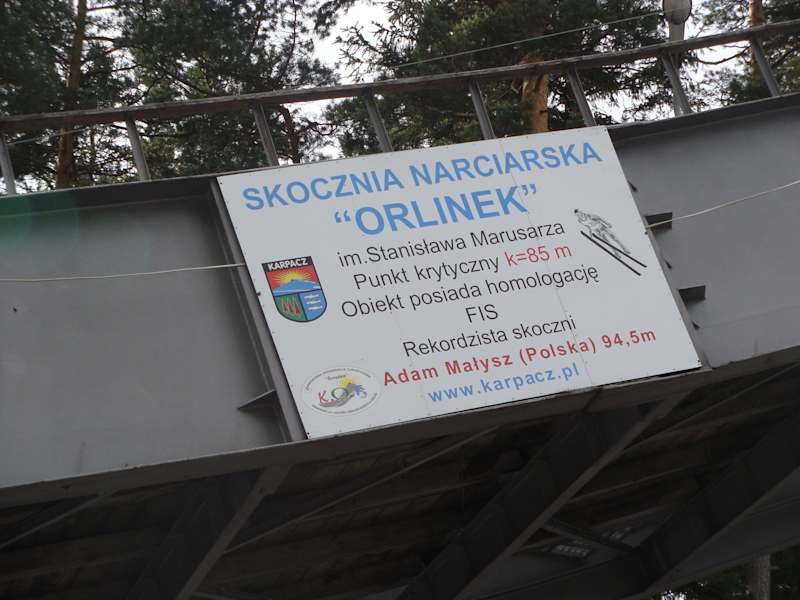 SKOCZNIA NARCIARSKA
“ORLINEK”
im.Stanisława Marusarza
Punkt krytyczny k=85 m
KARPACZ
Obiekt posiada homologację
FIS
Rekordzista skoczni
Adam Małysz (Polska) 94,5m
www.karpacz.pl